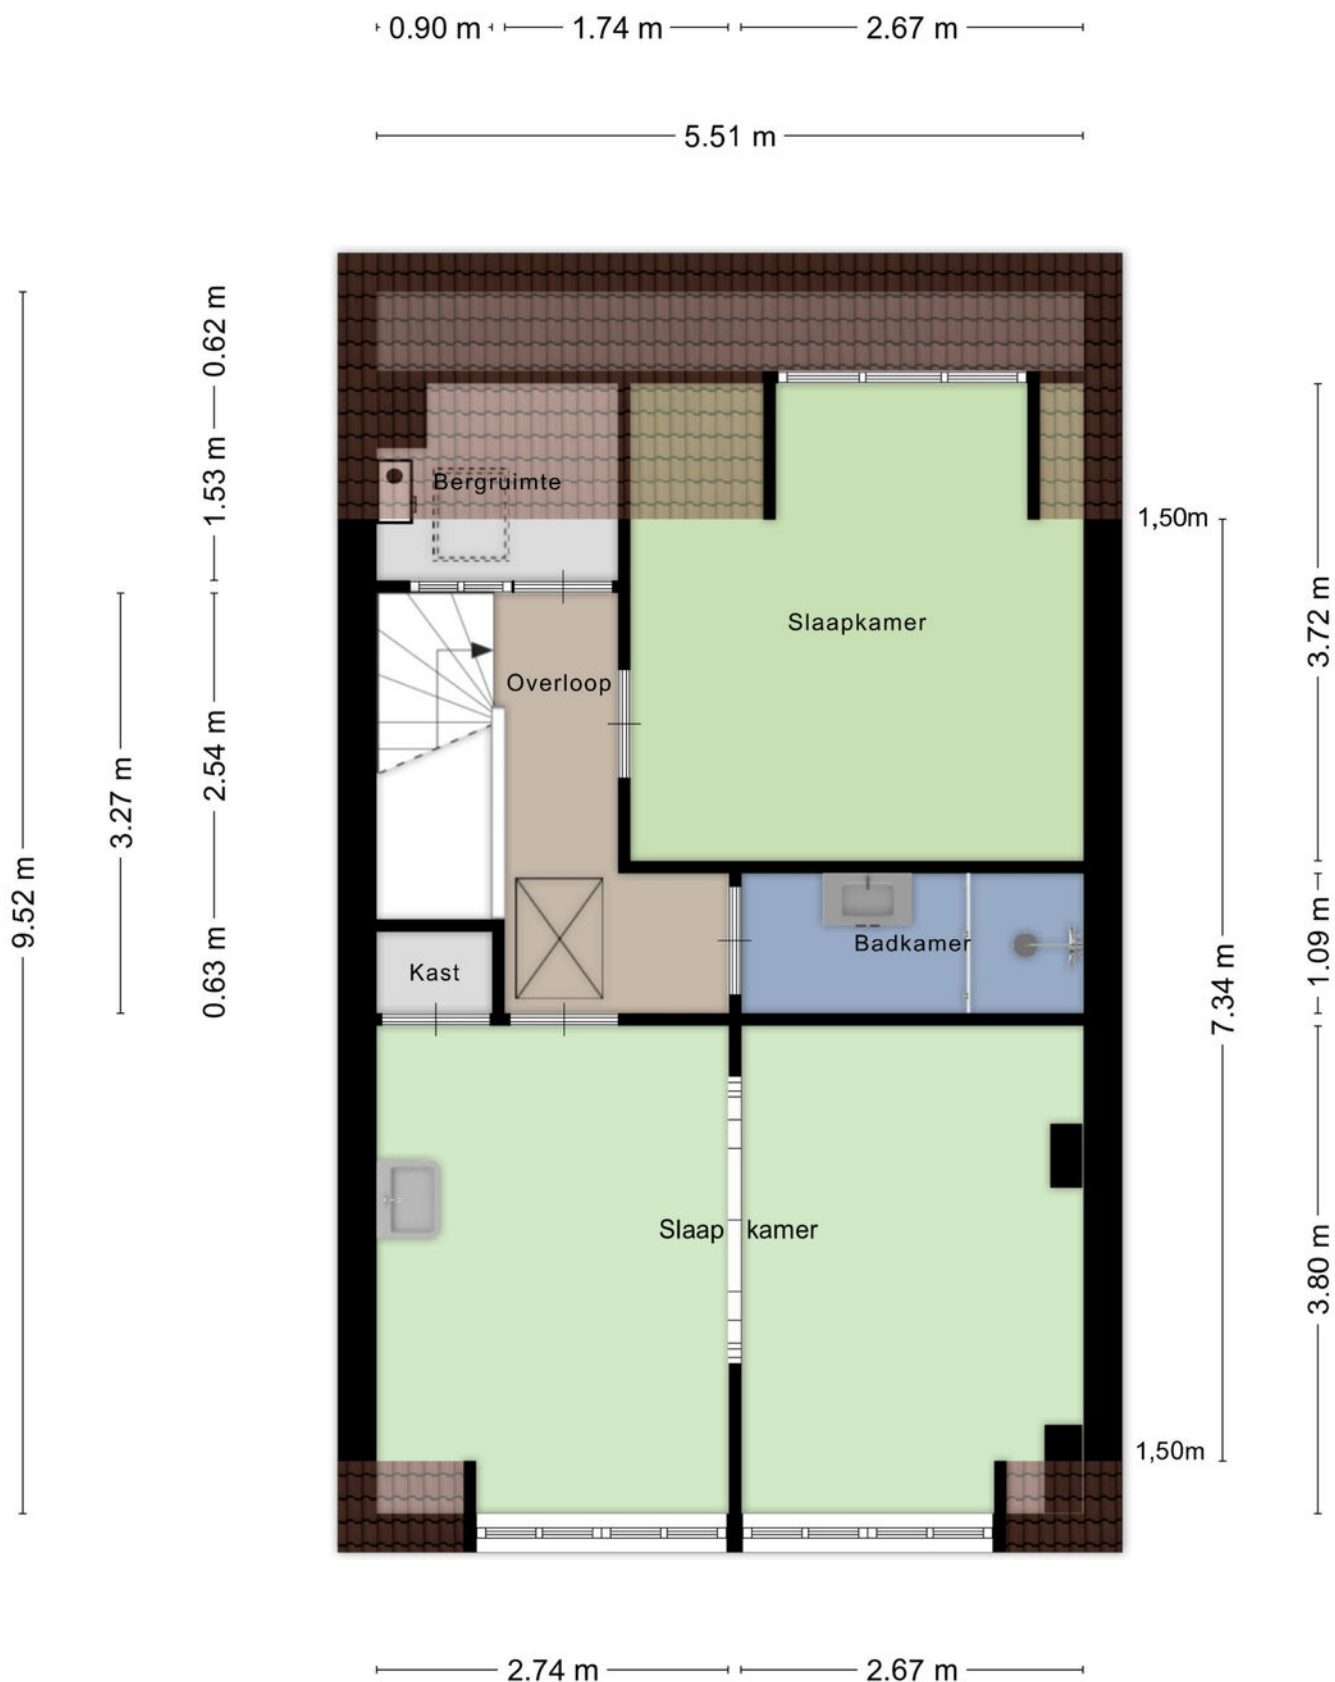 0.90 m 1.74 m 2.67 m
5.51 m
0.62 m
1.53 m
Bergruimte
1,50m
3.72 m
Slaapkamer
Overloop
2.54 m
3.27 m
9.52 m
Badkamer
1.09 m
Kast
0.63 m
7.34 m
Slaap kamer
3.80 m
1,50m
2.74 m 2.67 m